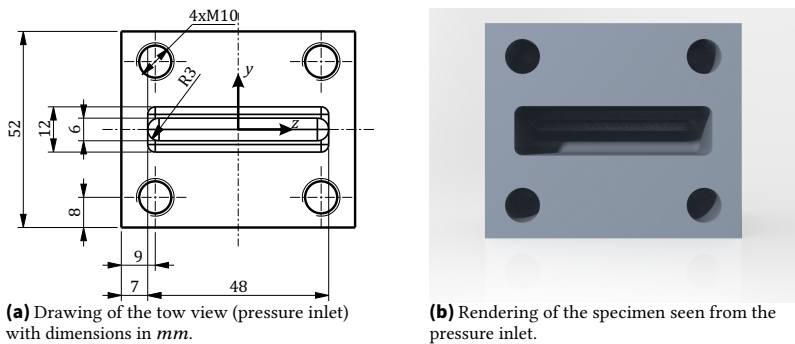 4xM10
R3
y
z
52
12
6
8
9
7
48
(a) Drawing of the tow view (pressure inlet)
with dimensions in mm.
(b) Rendering of the specimen seen from the
pressure inlet.